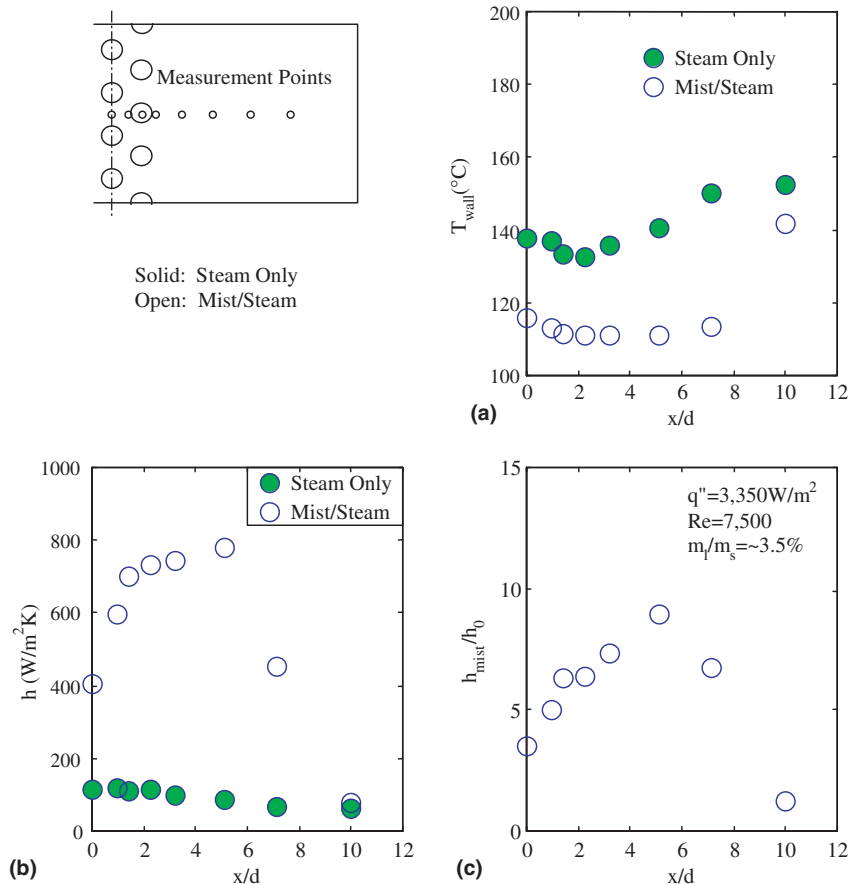 Measurement Points
Solid: Steam Only
Open: Mist/Steam
200
180
160
140
120
100
T_wall(°C)
Steam Only
Mist/Steam
0 2 4 6 8 10 12
x/d
(a)
1000
800
600
400
200
0
h (W/m²K)
Steam Only
Mist/Steam
0 2 4 6 8 10 12
x/d
(b)
15
10
5
0
h_mist/h_0
q"=3,350W/m²
Re=7,500
m_l/m_s=~3.5%
0 2 4 6 8 10 12
x/d
(c)